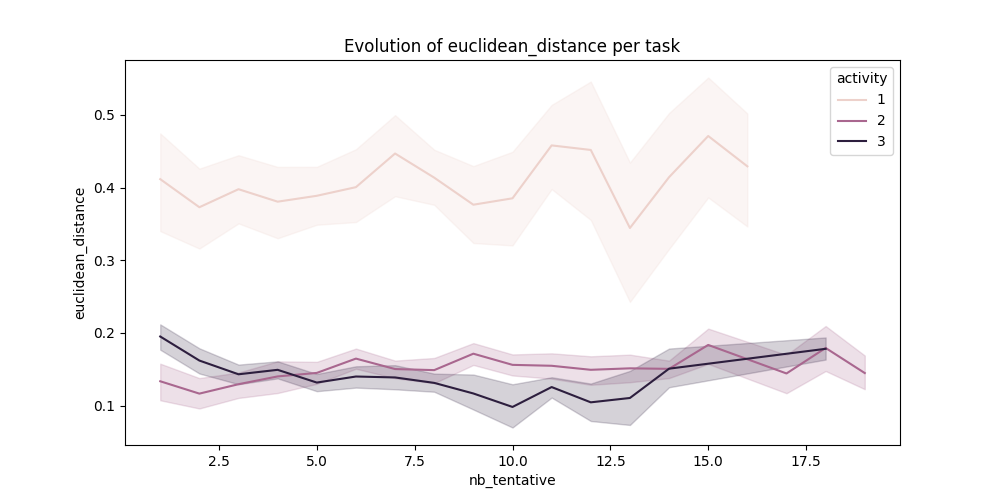 Evolution of euclidean_distance per task
activity
1
2
3
euclidean_distance
0.5
0.4
0.3
0.2
0.1
2.5 5.0 7.5 10.0 12.5 15.0 17.5
nb_tentative